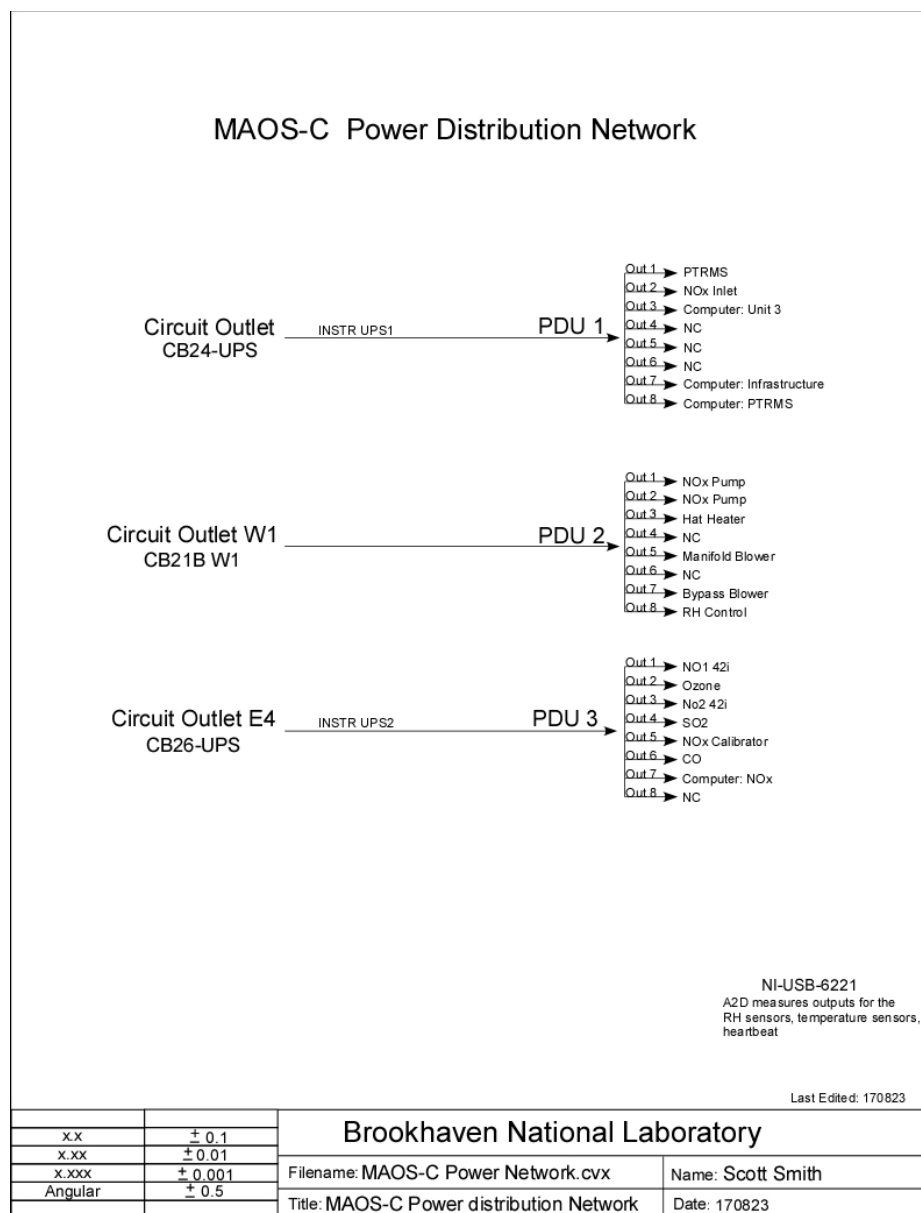 MAOS-C Power Distribution Network
Out 1 PTRMS
Out 2 NOx Inlet
Out 3 Computer: Unit 3
Circuit Outlet INSTR UPS1 PDU 1 Out 4 NC
CB24-UPS Out 5 NC
Out 6 NC
Out 7 Computer: Infrastructure
Out 8 Computer: PTRMS
Out 1 NOx Pump
Out 2 NOx Pump
Out 3 Hat Heater
Circuit Outlet W1 PDU 2 Out 4 NC
CB21B W1 Out 5 Manifold Blower
Out 6 NC
Out 7 Bypass Blower
Out 8 RH Control
Out 1 NO1 42i
Out 2 Ozone
Out 3 No2 42i
Circuit Outlet E4 INSTR UPS2 PDU 3 Out 4 SO2
CB26-UPS Out 5 NOx Calibrator
Out 6 CO
Out 7 Computer: NOx
Out 8 NC
NI-USB-6221
A2D measures outputs for the
RH sensors, temperature sensors,
heartbeat
Last Edited: 170823
x.x ± 0.1
x.xx ± 0.01
x.xxx ± 0.001
Angular ± 0.5
Brookhaven National Laboratory
Filename: MAOS-C Power Network.cvx Name: Scott Smith
Title: MAOS-C Power distribution Network Date: 170823